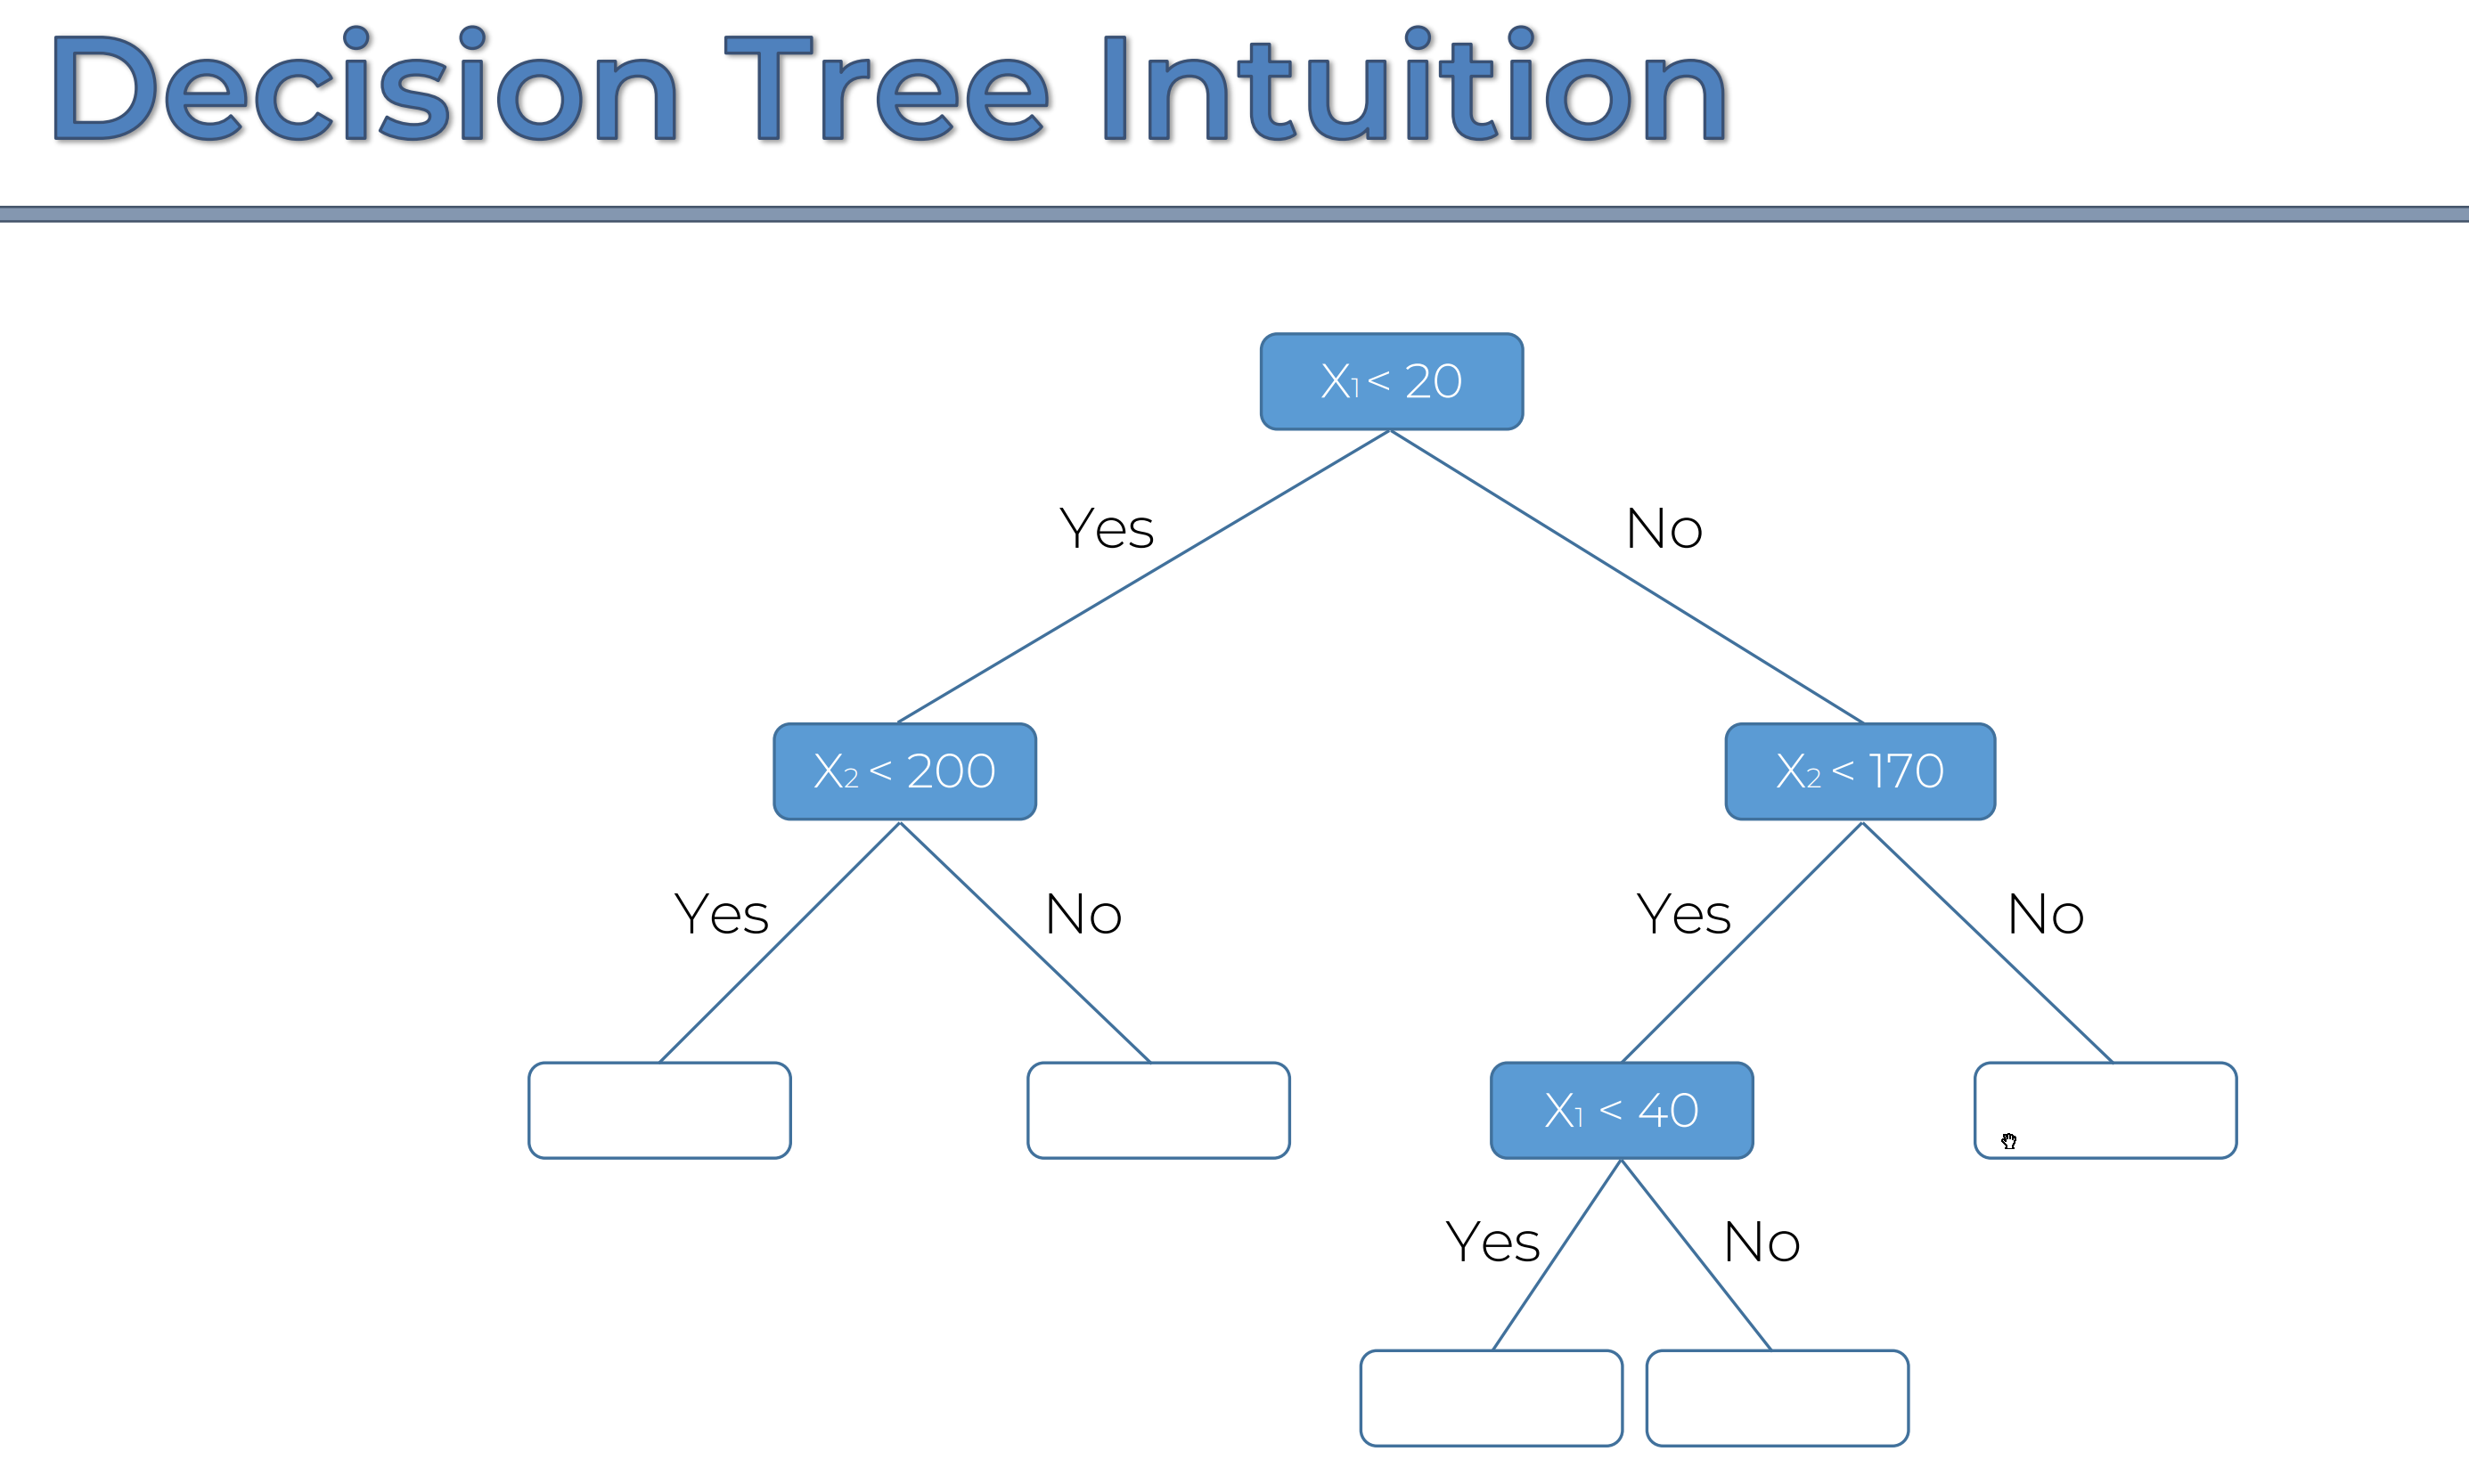 Decision Tree Intuition
X₁< 20
Yes
No
X₂ < 200
X₂ < 170
Yes
No
Yes
No
X₁ < 40
Yes
No